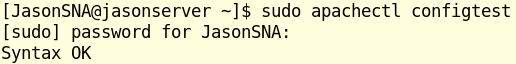 [JasonSNA@jasonserver ~]$ sudo apachectl configtest
[sudo] password for JasonSNA:
Syntax OK